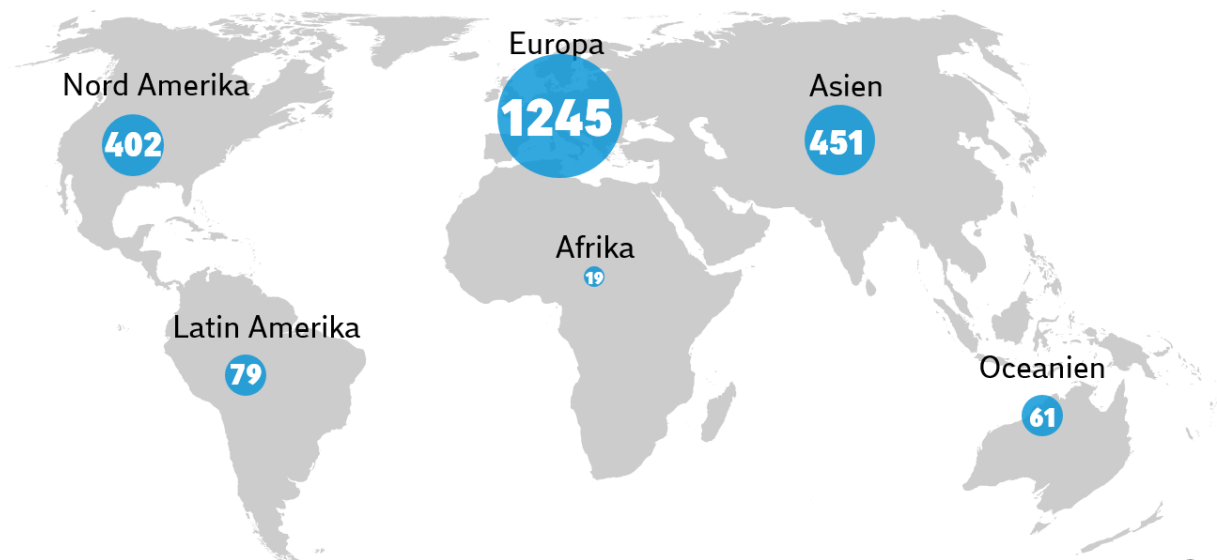 Europa
1245
Nord Amerika
402
Asien
451
Afrika
19
Latin Amerika
79
Oceanien
61